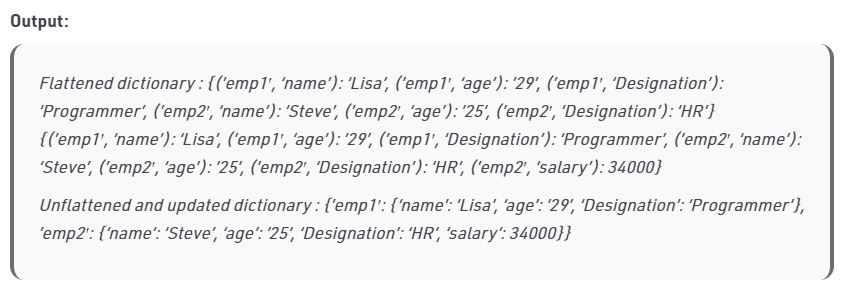 Output:
Flattened dictionary : {(‘emp1′, ‘name’): ‘Lisa’, (‘emp1’, ‘age’): ’29’, (‘emp1′, ‘Designation’):
‘Programmer’, (‘emp2′, ‘name’): ‘Steve’, (‘emp2’, ‘age’): ’25’, (‘emp2′, ‘Designation’): ‘HR’}
{(‘emp1’, ‘name’): ‘Lisa’, (‘emp1′, ‘age’): ’29’, (‘emp1′, ‘Designation’): ‘Programmer’, (‘emp2’, ‘name’):
‘Steve’, (‘emp2′, ‘age’): ’25’, (‘emp2′, ‘Designation’): ‘HR’, (‘emp2’, ‘salary’): 34000}
Unflattened and updated dictionary : {’emp1′: {‘name’: ‘Lisa’, ‘age’: ’29’, ‘Designation’: ‘Programmer’},
’emp2′: {‘name’: ‘Steve’, ‘age’: ’25’, ‘Designation’: ‘HR’, ‘salary’: 34000}}